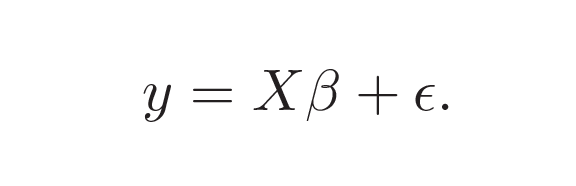 y = Xβ + ϵ.